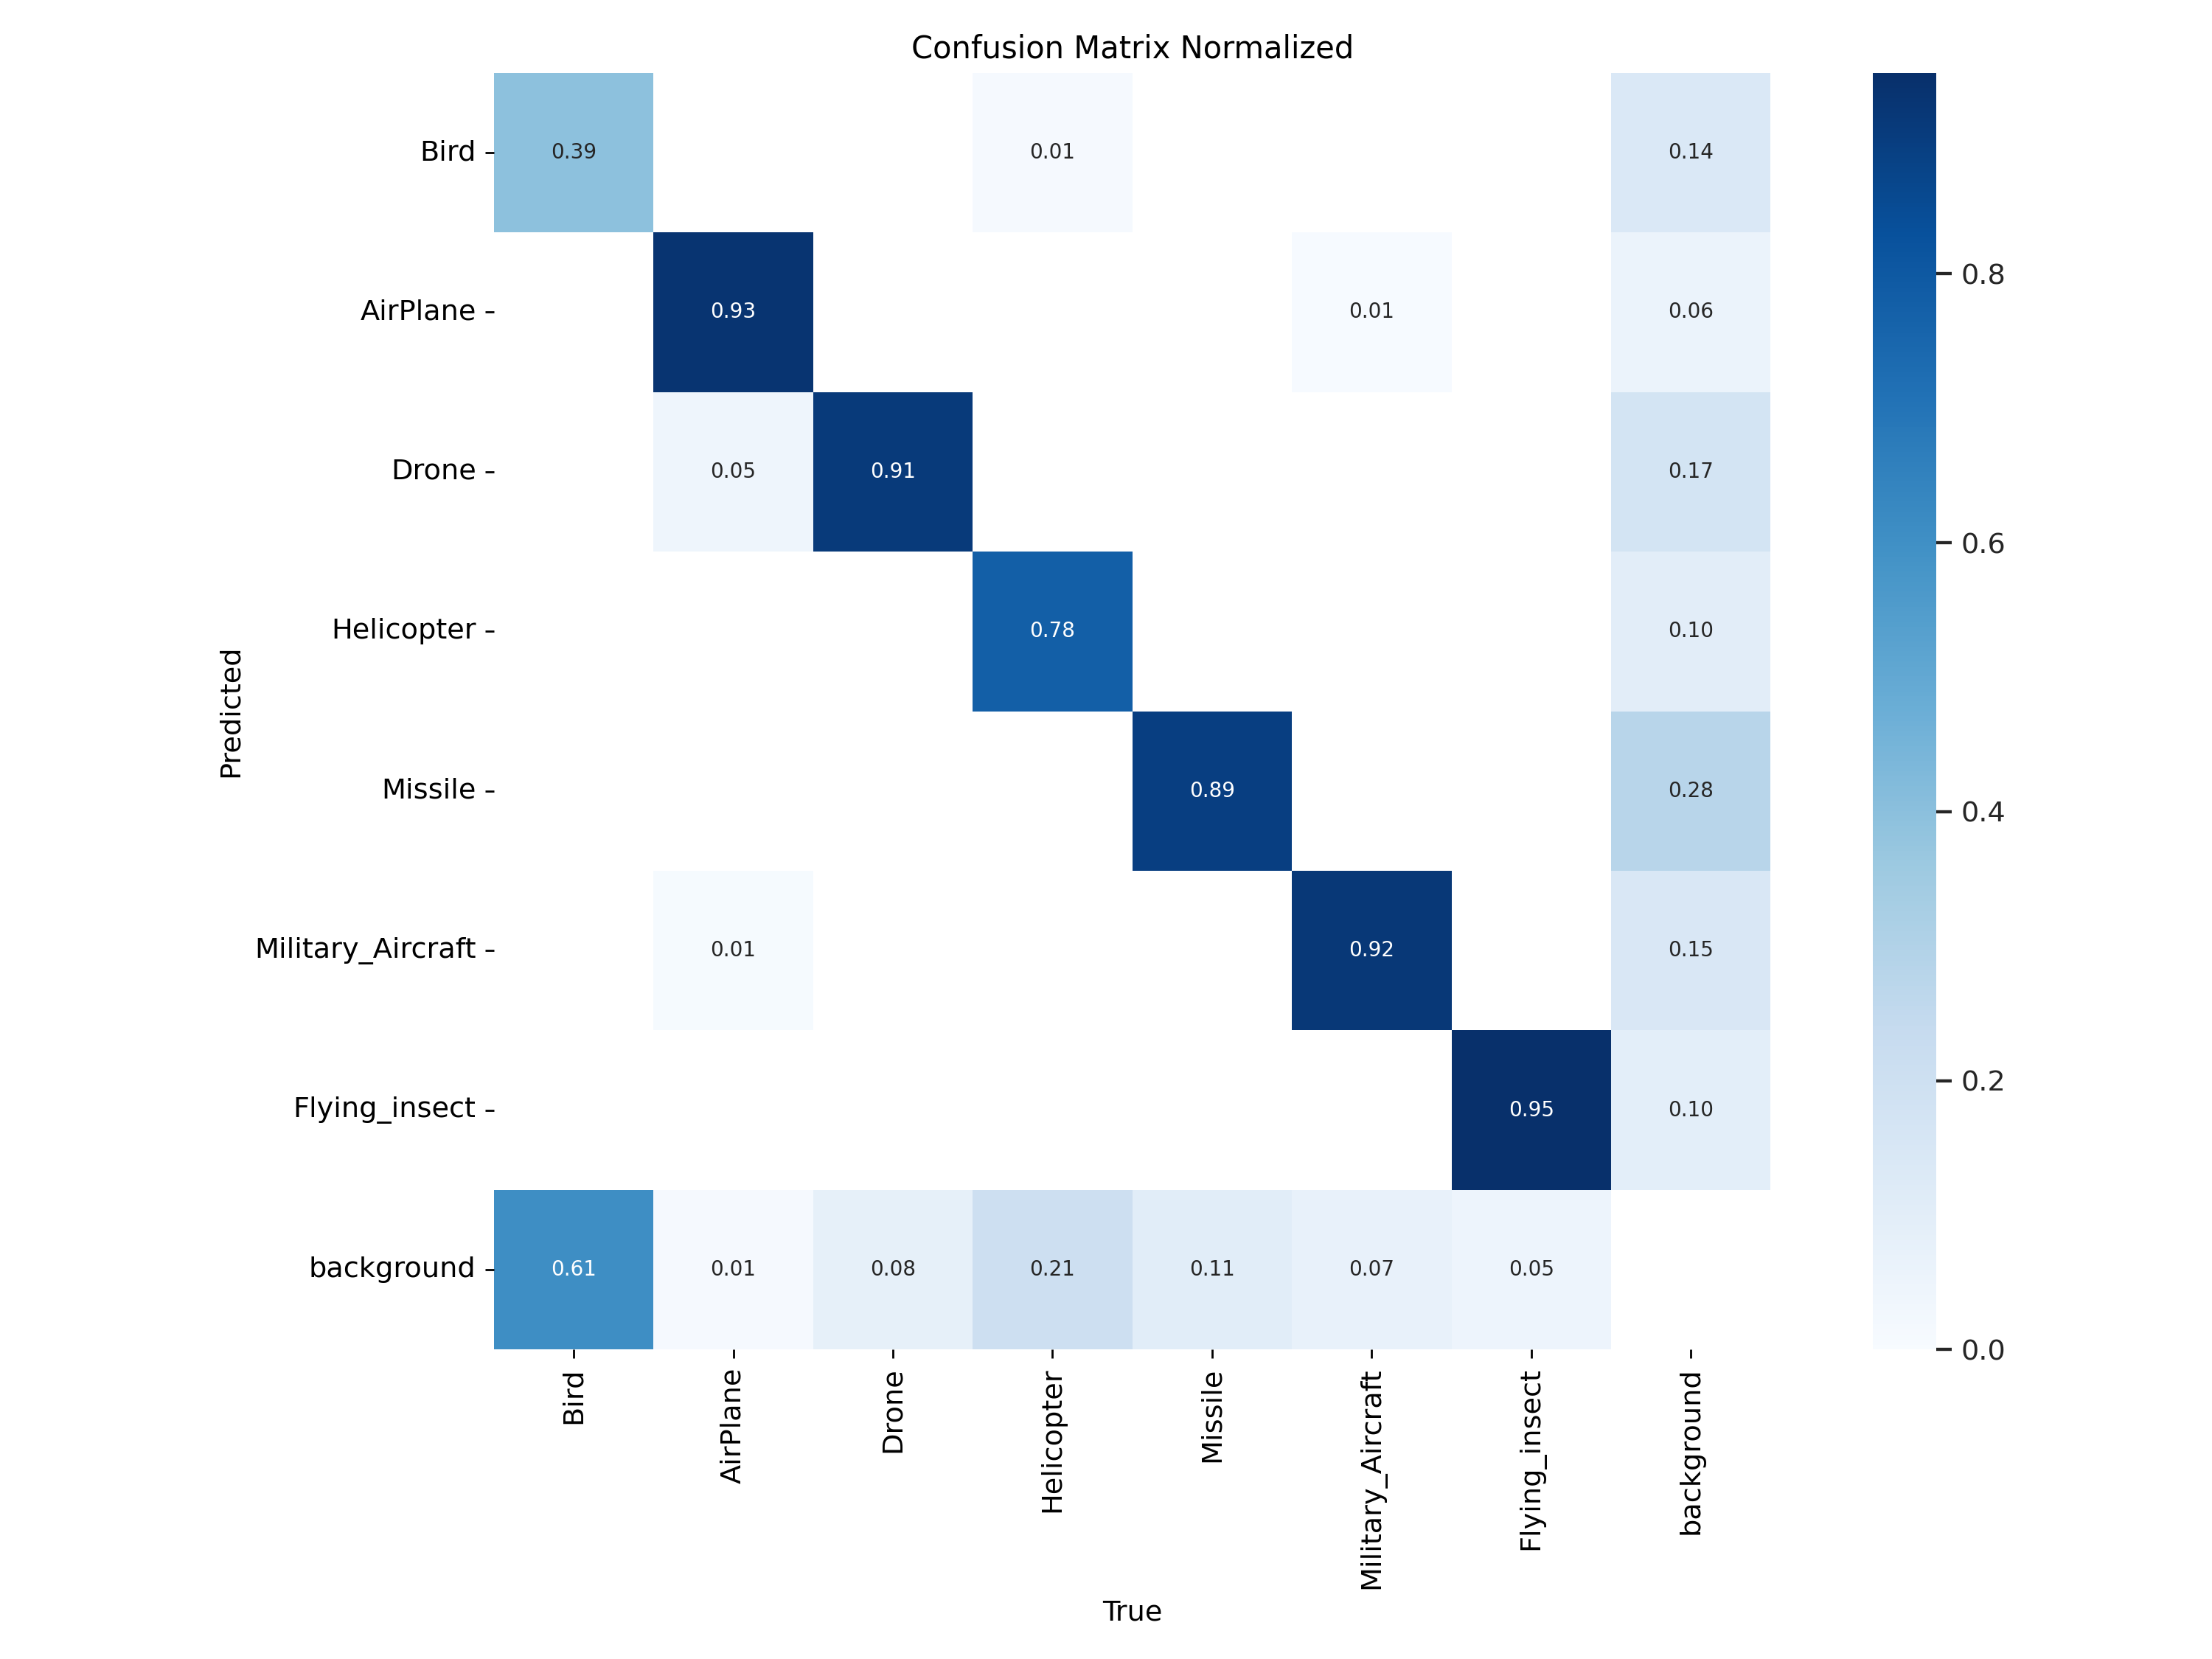 Confusion Matrix Normalized
Predicted
Bird 0.39 0.01 0.14
AirPlane 0.93 0.01 0.06
Drone 0.05 0.91 0.17
Helicopter 0.78 0.10
Missile 0.89 0.28
Military_Aircraft 0.01 0.92 0.15
Flying_insect 0.95 0.10
background 0.61 0.01 0.08 0.21 0.11 0.07 0.05
Bird AirPlane Drone Helicopter Missile Military_Aircraft Flying_insect background
True
0.8
0.6
0.4
0.2
0.0